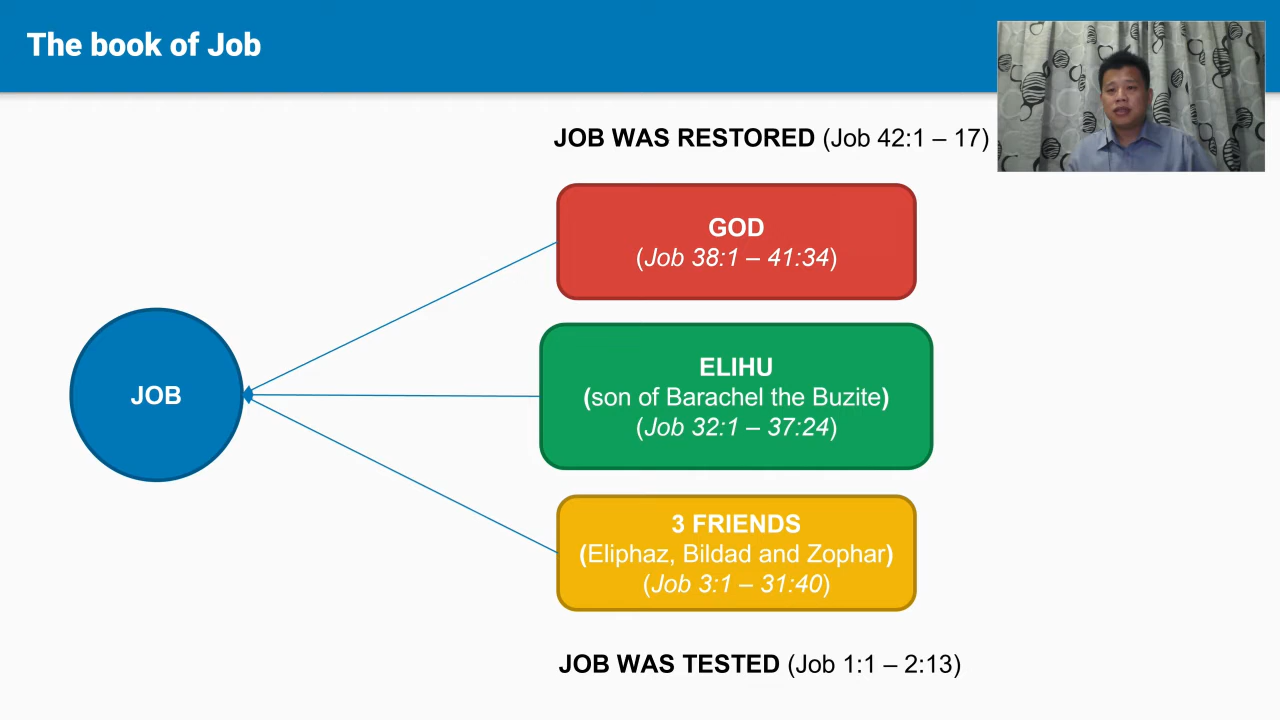 The book of Job
JOB WAS RESTORED (Job 42:1 – 17)
GOD
(Job 38:1 – 41:34)
JOB
ELIHU
(son of Barachel the Buzite)
(Job 32:1 – 37:24)
3 FRIENDS
(Eliphaz, Bildad and Zophar)
(Job 3:1 – 31:40)
JOB WAS TESTED (Job 1:1 – 2:13)